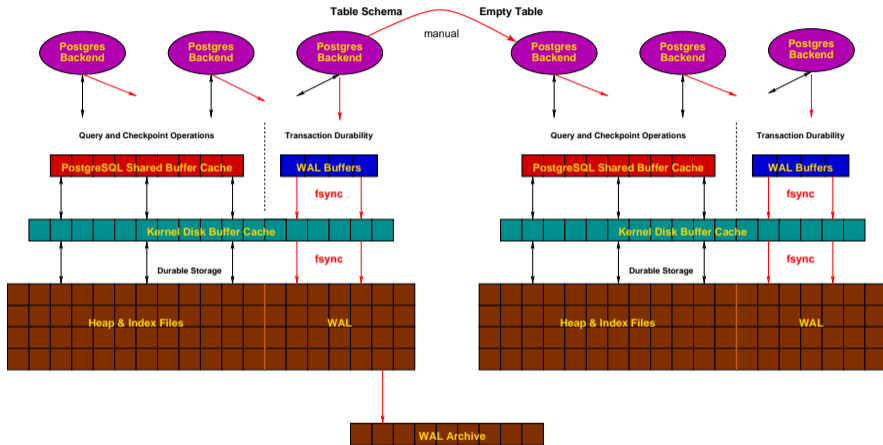 Table Schema
Empty Table
manual
Postgres
Backend
Postgres
Backend
Postgres
Backend
Postgres
Backend
Postgres
Backend
Postgres
Backend
Query and Checkpoint Operations
Transaction Durability
Query and Checkpoint Operations
Transaction Durability
PostgreSQL Shared Buffer Cache
WAL Buffers
PostgreSQL Shared Buffer Cache
WAL Buffers
fsync
fsync
Kernel Disk Buffer Cache
Kernel Disk Buffer Cache
fsync
fsync
Durable Storage
Durable Storage
Heap & Index Files
WAL
Heap & Index Files
WAL
WAL Archive